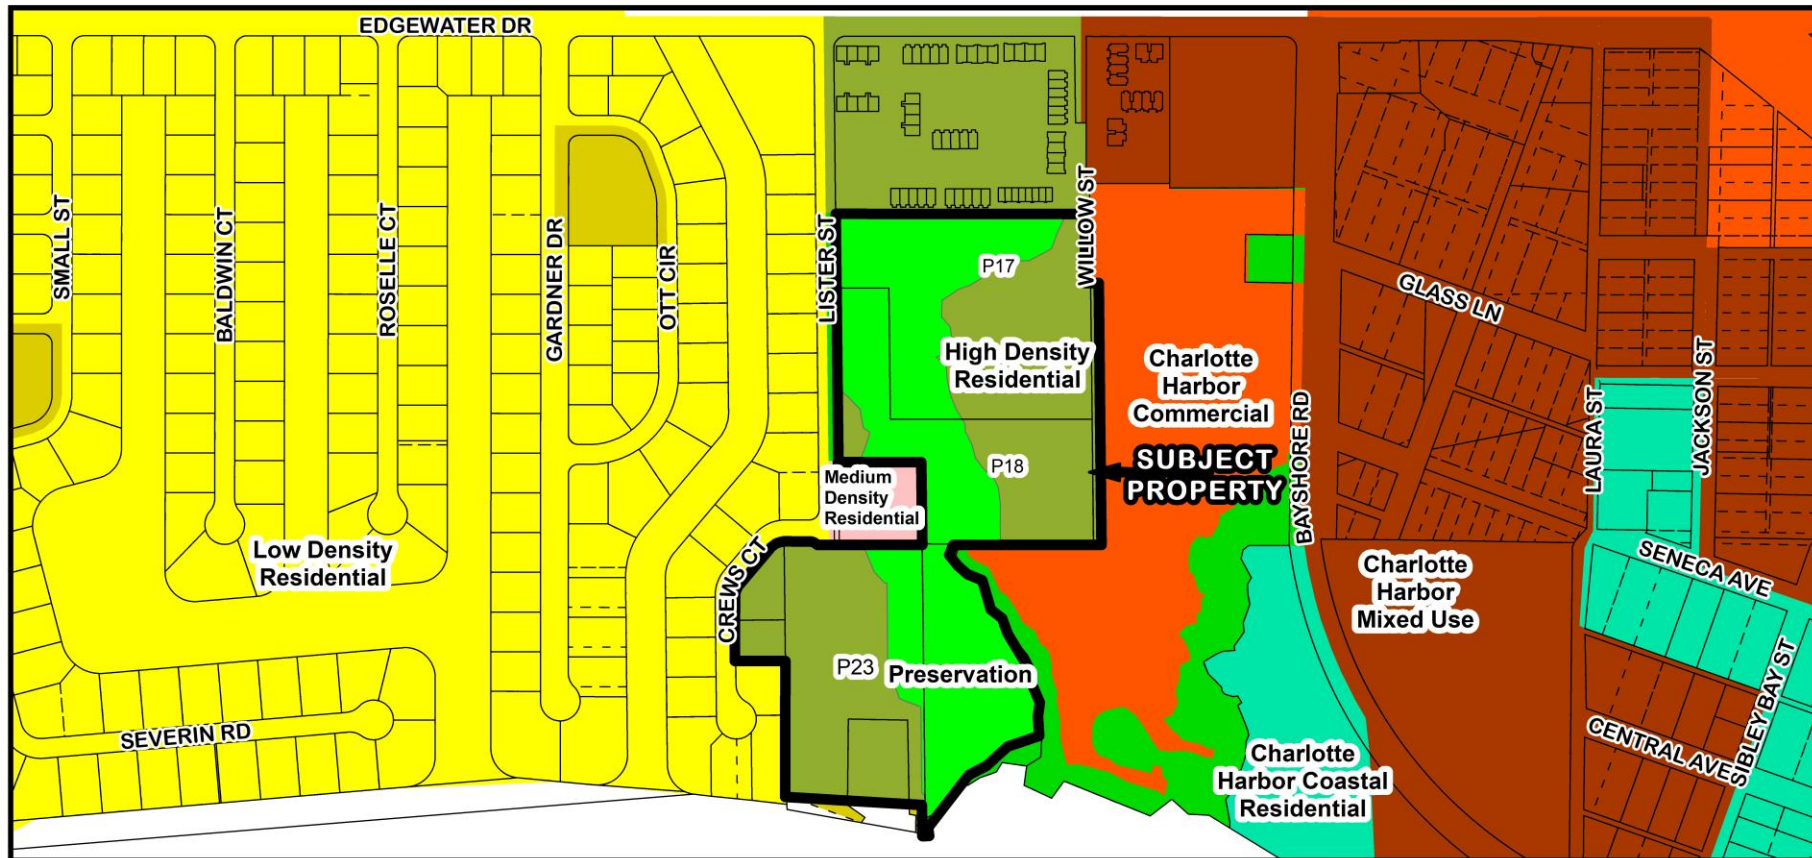 EDGEWATER DR
SMALL ST
BALDWIN CT
ROSELLE CT
GARDNER DR
OTT CIR
LISTER ST
WILLOW ST
P17
GLASS LN
High Density
Residential
Charlotte
Harbor
Commercial
BAYSHORE RD
LAURA ST
JACKSON ST
P18
SUBJECT
PROPERTY
Medium
Density
Residential
Low Density
Residential
CREWS CT
Charlotte
Harbor
Mixed Use
SENECA AVE
P23
Preservation
SIBLEY BAY ST
SEVERIN RD
CENTRAL AVE
Charlotte
Harbor Coastal
Residential